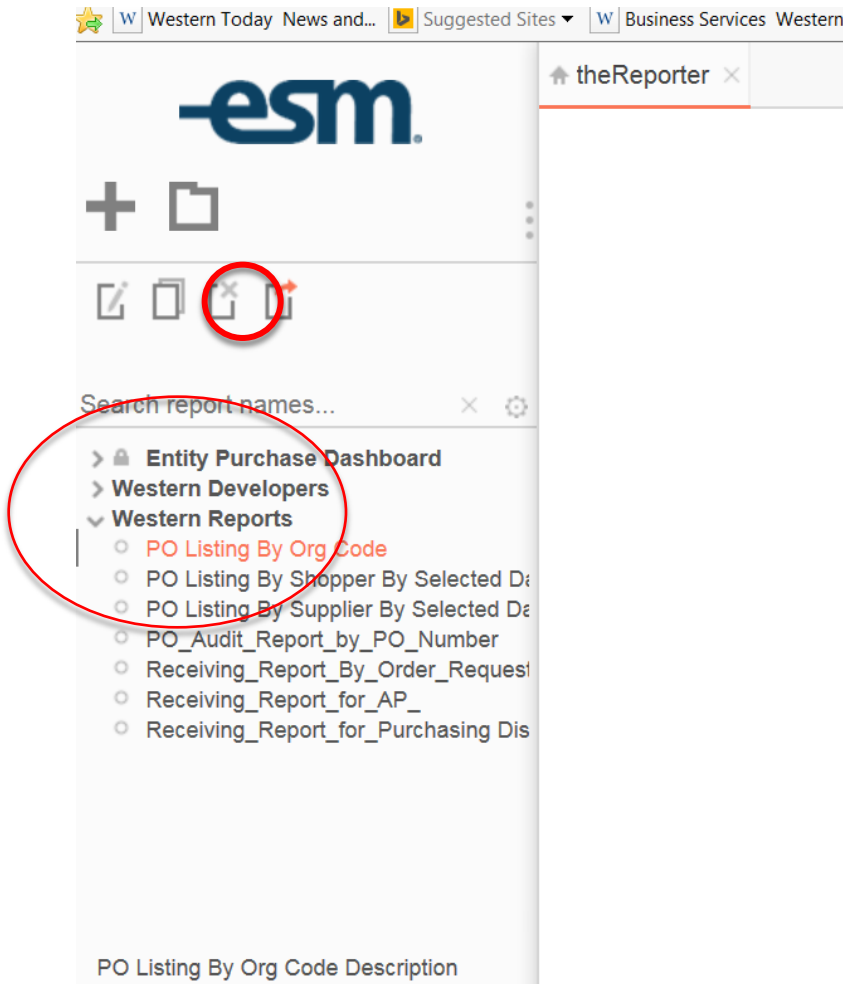 W Western Today News and... b Suggested Sites W Business Services Western
esm
theReporter
Search report names...
Entity Purchase Dashboard
Western Developers
Western Reports
PO Listing By Org Code
PO Listing By Shopper By Selected Da
PO Listing By Supplier By Selected Da
PO_Audit_Report_by_PO_Number
Receiving_Report_By_Order_Request
Receiving_Report_for_AP_
Receiving_Report_for_Purchasing Dis
PO Listing By Org Code Description